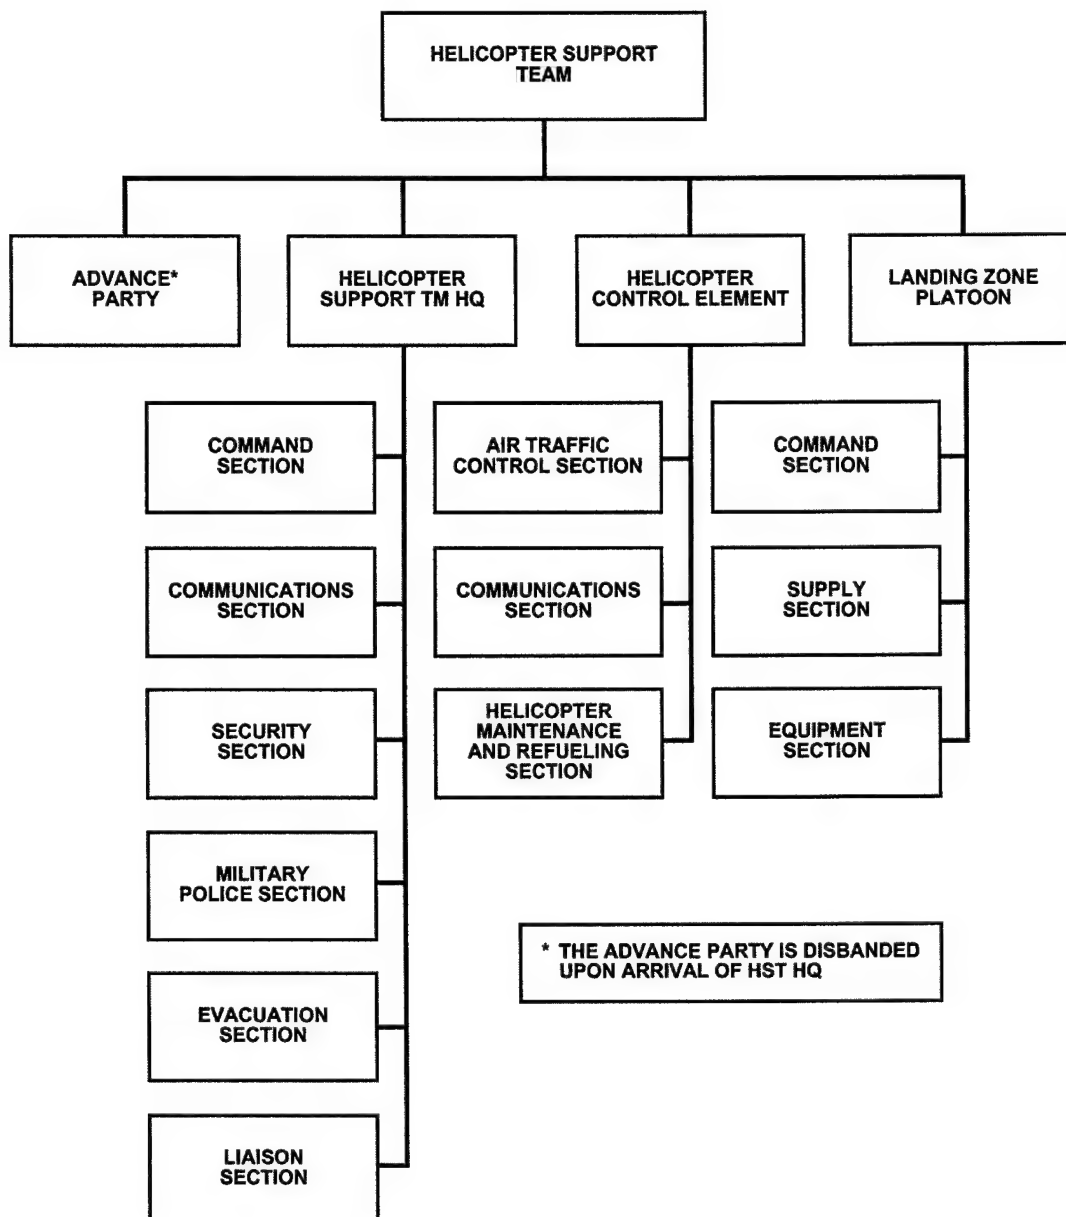 HELICOPTER SUPPORT
TEAM
ADVANCE*
PARTY
HELICOPTER
SUPPORT TM HQ
HELICOPTER
CONTROL ELEMENT
LANDING ZONE
PLATOON
COMMAND
SECTION
AIR TRAFFIC
CONTROL SECTION
COMMAND
SECTION
COMMUNICATIONS
SECTION
COMMUNICATIONS
SECTION
SUPPLY
SECTION
SECURITY
SECTION
HELICOPTER
MAINTENANCE
AND REFUELING
SECTION
EQUIPMENT
SECTION
MILITARY
POLICE SECTION
* THE ADVANCE PARTY IS DISBANDED
UPON ARRIVAL OF HST HQ
EVACUATION
SECTION
LIAISON
SECTION